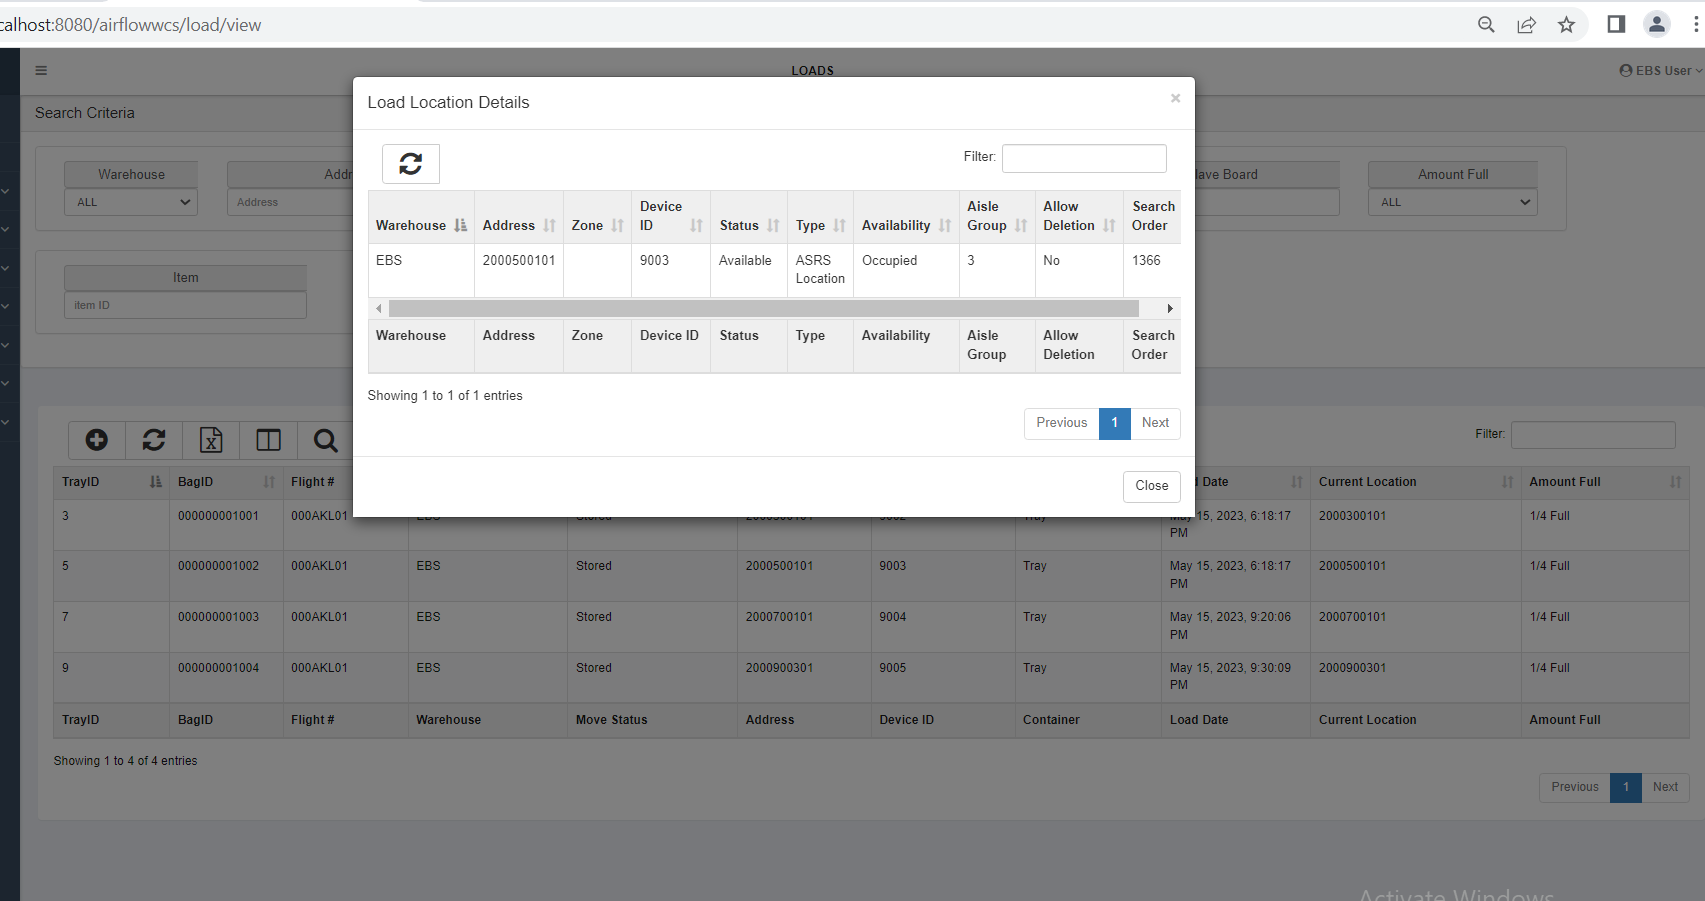 calhost:8080/airflowwcs/load/view
LOADS
EBS User
Search Criteria
Load Location Details
×
Warehouse
Addr
ave Board
Amount Full
ALL
Address
ALL
Item
item ID
Filter:
Warehouse Address Zone Device ID Status Type Availability Aisle Group Allow Deletion Search Order
EBS 2000500101 9003 Available ASRS Location Occupied 3 No 1366
Warehouse Address Zone Device ID Status Type Availability Aisle Group Allow Deletion Search Order
Showing 1 to 1 of 1 entries
Previous 1 Next
Close
Filter:
TrayID BagID Flight # Date Current Location Amount Full
3 000000001001 000AKL01 EBS Stored 2000300101 9002 Tray May 15, 2023, 6:18:17 PM 2000300101 1/4 Full
5 000000001002 000AKL01 EBS Stored 2000500101 9003 Tray May 15, 2023, 6:18:17 PM 2000500101 1/4 Full
7 000000001003 000AKL01 EBS Stored 2000700101 9004 Tray May 15, 2023, 9:20:06 PM 2000700101 1/4 Full
9 000000001004 000AKL01 EBS Stored 2000900301 9005 Tray May 15, 2023, 9:30:09 PM 2000900301 1/4 Full
TrayID BagID Flight # Warehouse Move Status Address Device ID Container Load Date Current Location Amount Full
Showing 1 to 4 of 4 entries
Previous 1 Next
Activate Windows